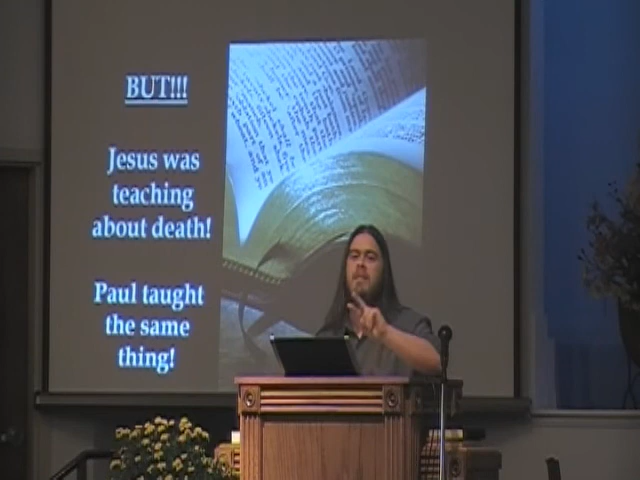 BUT!!!
Jesus was
teaching
about death!
Paul taught
the same
thing!